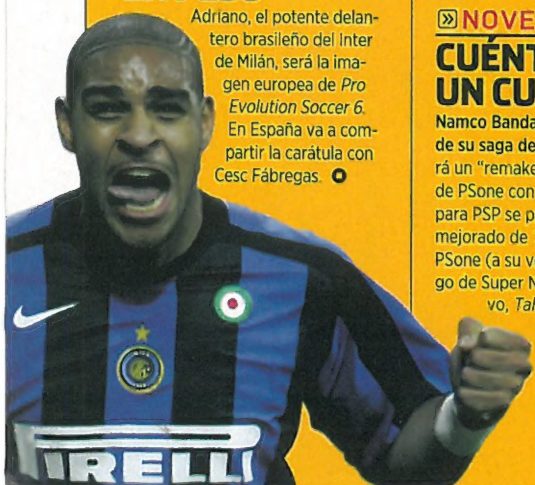 Adriano, el potente delan-
tero brasileño del Inter
de Milán, será la ima-
gen europea de Pro
Evolution Soccer 6.
En España va a com-
partir la carátula con
Cesc Fábregas.
NOVE
CUÉNT
UN CU
Namco Banda
de su saga de
rá un "remake
de PSone con
para PSP se p
mejorado de
PSone (a su v
go de Super N
vo, Tal
IRELLI